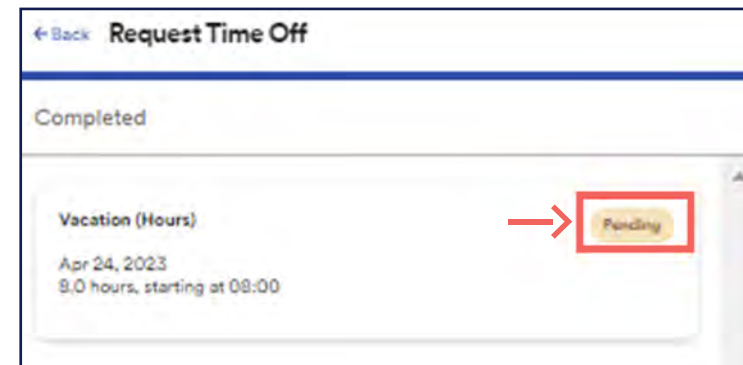 ←Back Request Time Off
Completed
Vacation (Hours)
Pending
Apr 24, 2023
8.0 hours, starting at 08:00